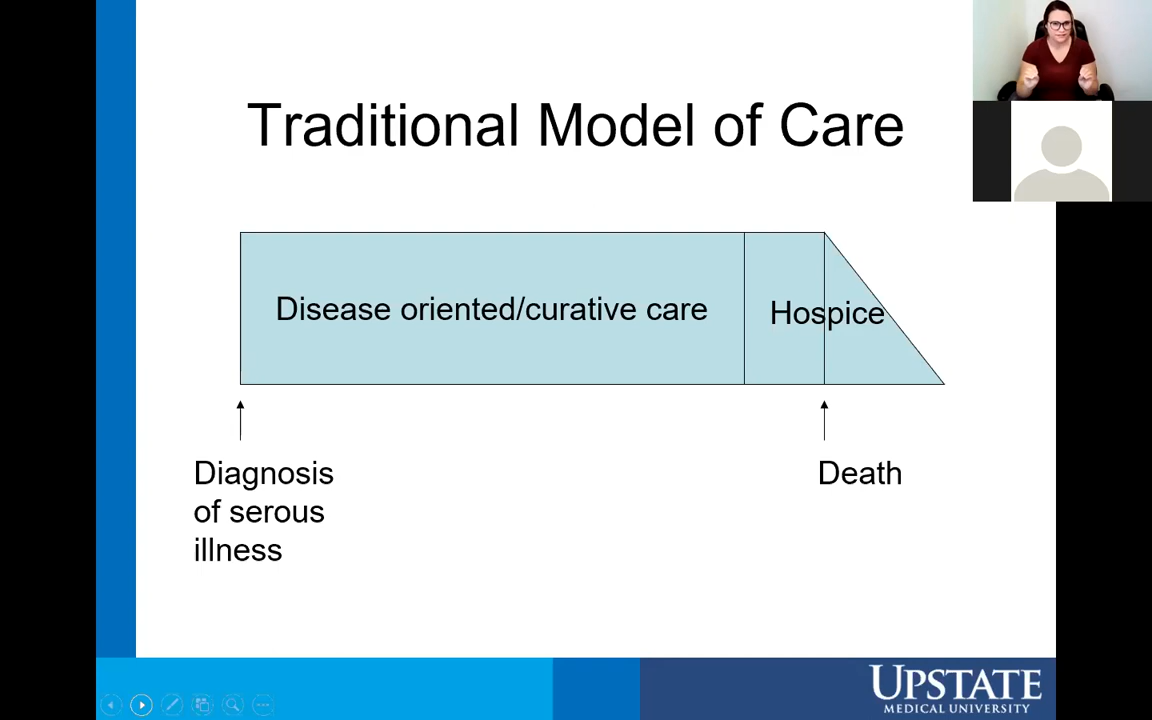 Traditional Model of Care
Disease oriented/curative care
Hospice
Diagnosis
of serous
illness
Death
UPSTATE
MEDICAL UNIVERSITY